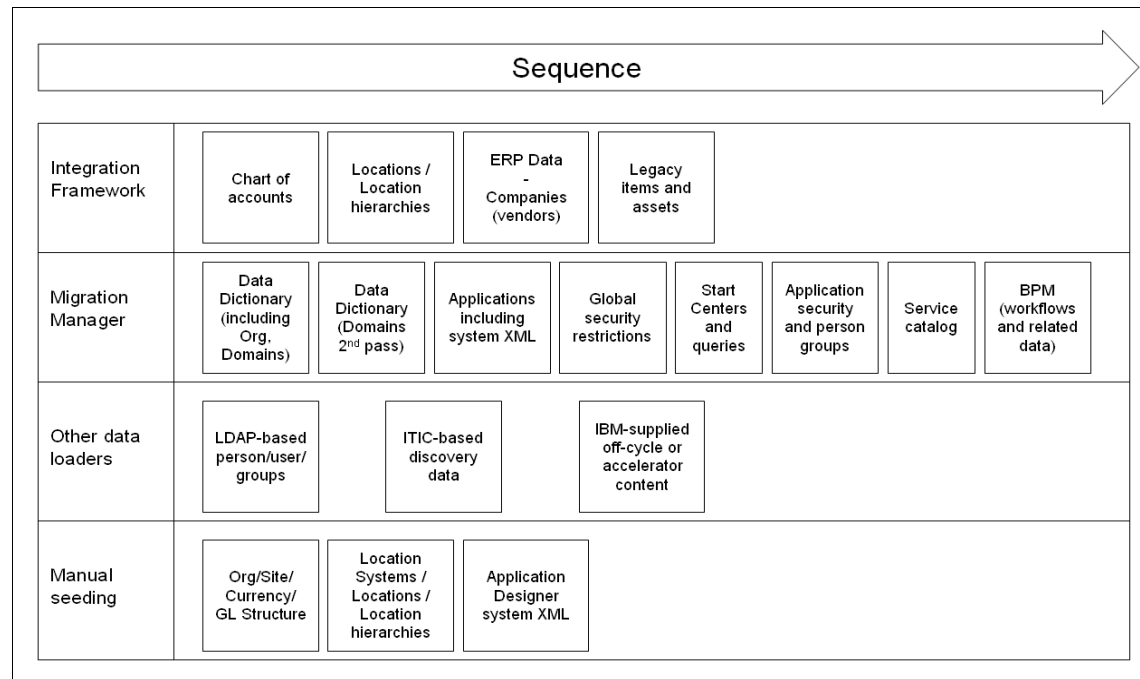 Sequence
Integration
Framework
Chart of
accounts
Locations /
Location
hierarchies
ERP Data
-
Companies
(vendors)
Legacy
items and
assets
Migration
Manager
Data
Dictionary
(including
Org,
Domains)
Data
Dictionary
(Domains
2nd pass)
Applications
including
system XML
Global
security
restrictions
Start
Centers
and
queries
Application
security
and person
groups
Service
catalog
BPM
(workflows
and related
data)
Other data
loaders
LDAP-based
person/user/
groups
ITIC-based
discovery
data
IBM-supplied
off-cycle or
accelerator
content
Manual
seeding
Org/Site/
Currency/
GL Structure
Location
Systems /
Locations /
Location
hierarchies
Application
Designer
system XML